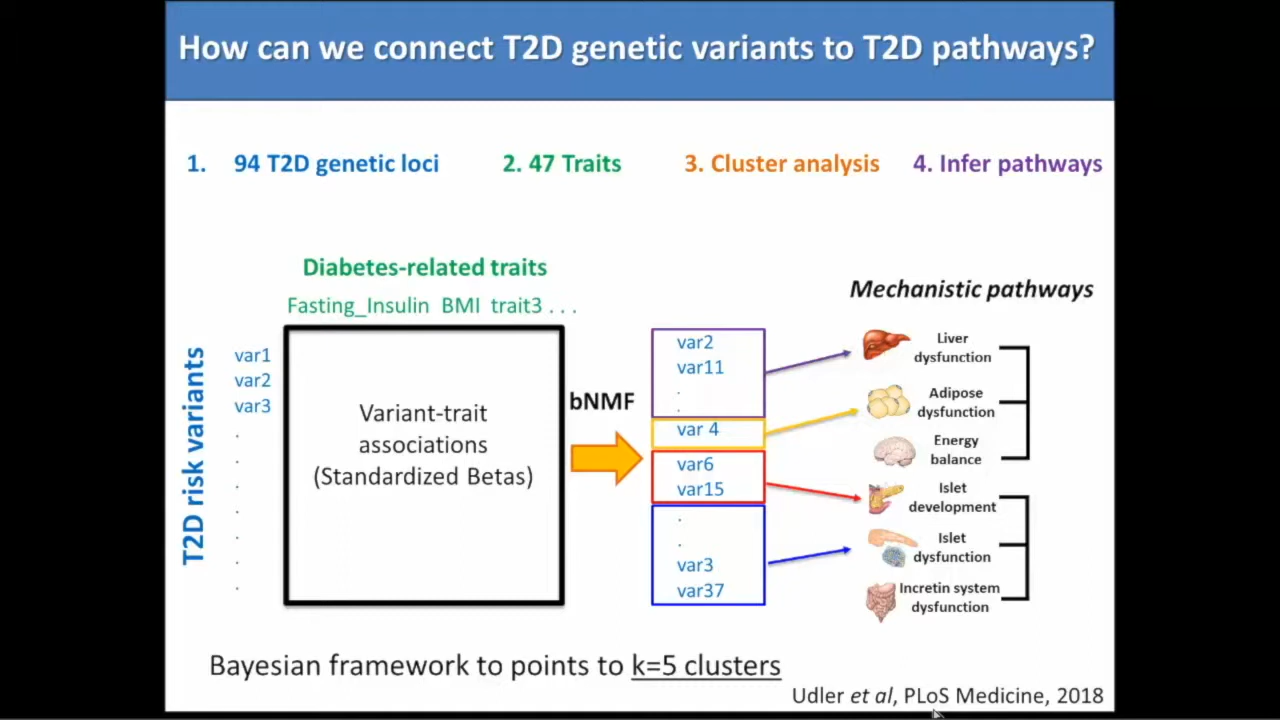 How can we connect T2D genetic variants to T2D pathways?
1. 94 T2D genetic loci
2. 47 Traits
3. Cluster analysis
4. Infer pathways
Diabetes-related traits
Fasting_Insulin BMI trait3 . . .
T2D risk variants
var1
var2
var3
.
.
.
.
.
.
.
Variant-trait
associations
(Standardized Betas)
bNMF
var2
var11
.
.
var 4
var6
var15
.
.
var3
var37
Mechanistic pathways
Liver
dysfunction
Adipose
dysfunction
Energy
balance
Islet
development
Islet
dysfunction
Incretin system
dysfunction
Bayesian framework to points to k=5 clusters
Udler et al, PLoS Medicine, 2018